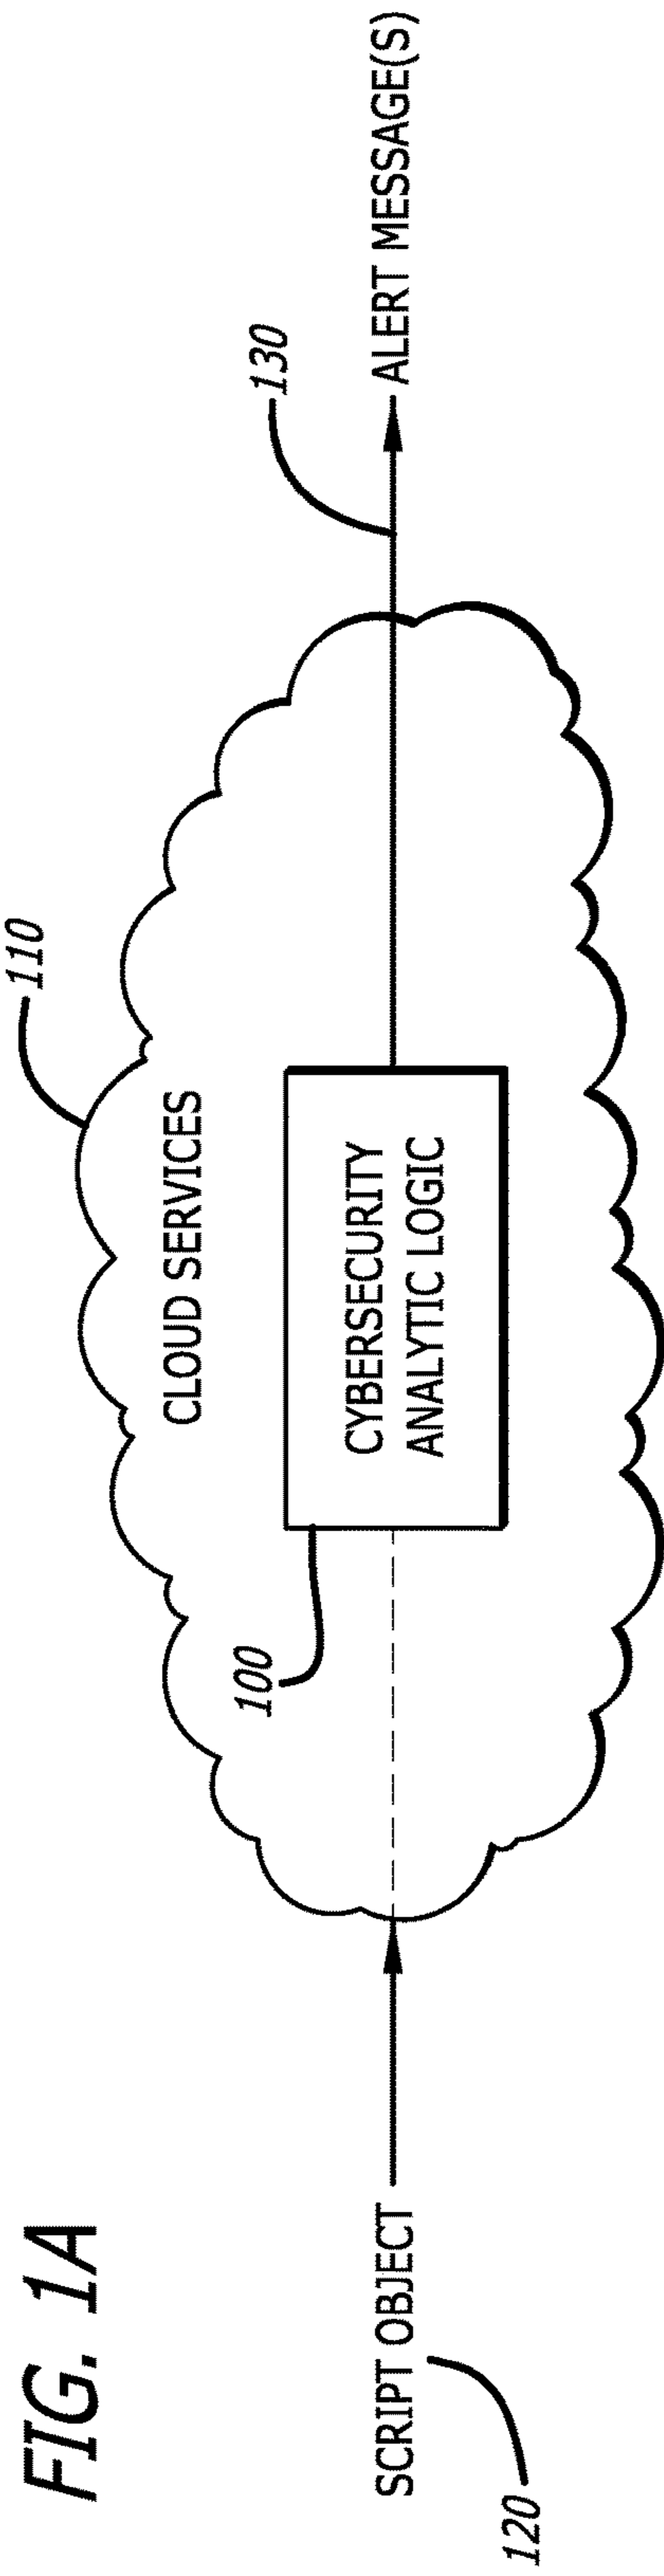 FIG. 1A
110
CLOUD SERVICES
130
100
CYBERSECURITY
ANALYTIC LOGIC
SCRIPT OBJECT
ALERT MESSAGE(S)
120